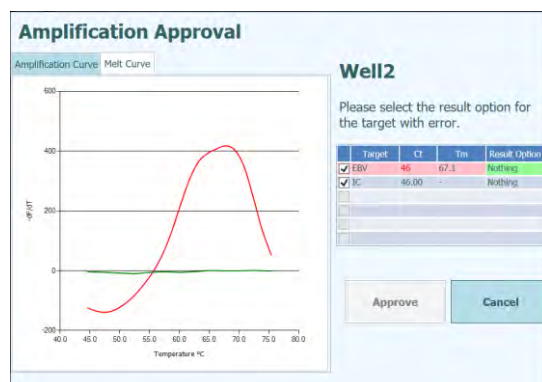 Amplification Approval
Amplification Curve Melt Curve
Well2
Please select the result option for
the target with error.
Target Ct Tm Result Option
EBV 46 67.1 Nothing
IC 46.00 - Nothing
Approve Cancel
-dF/dT
600
400
200
0
-200
40.0 45.0 50.0 55.0 60.0 65.0 70.0 75.0 80.0
Temperature ºC